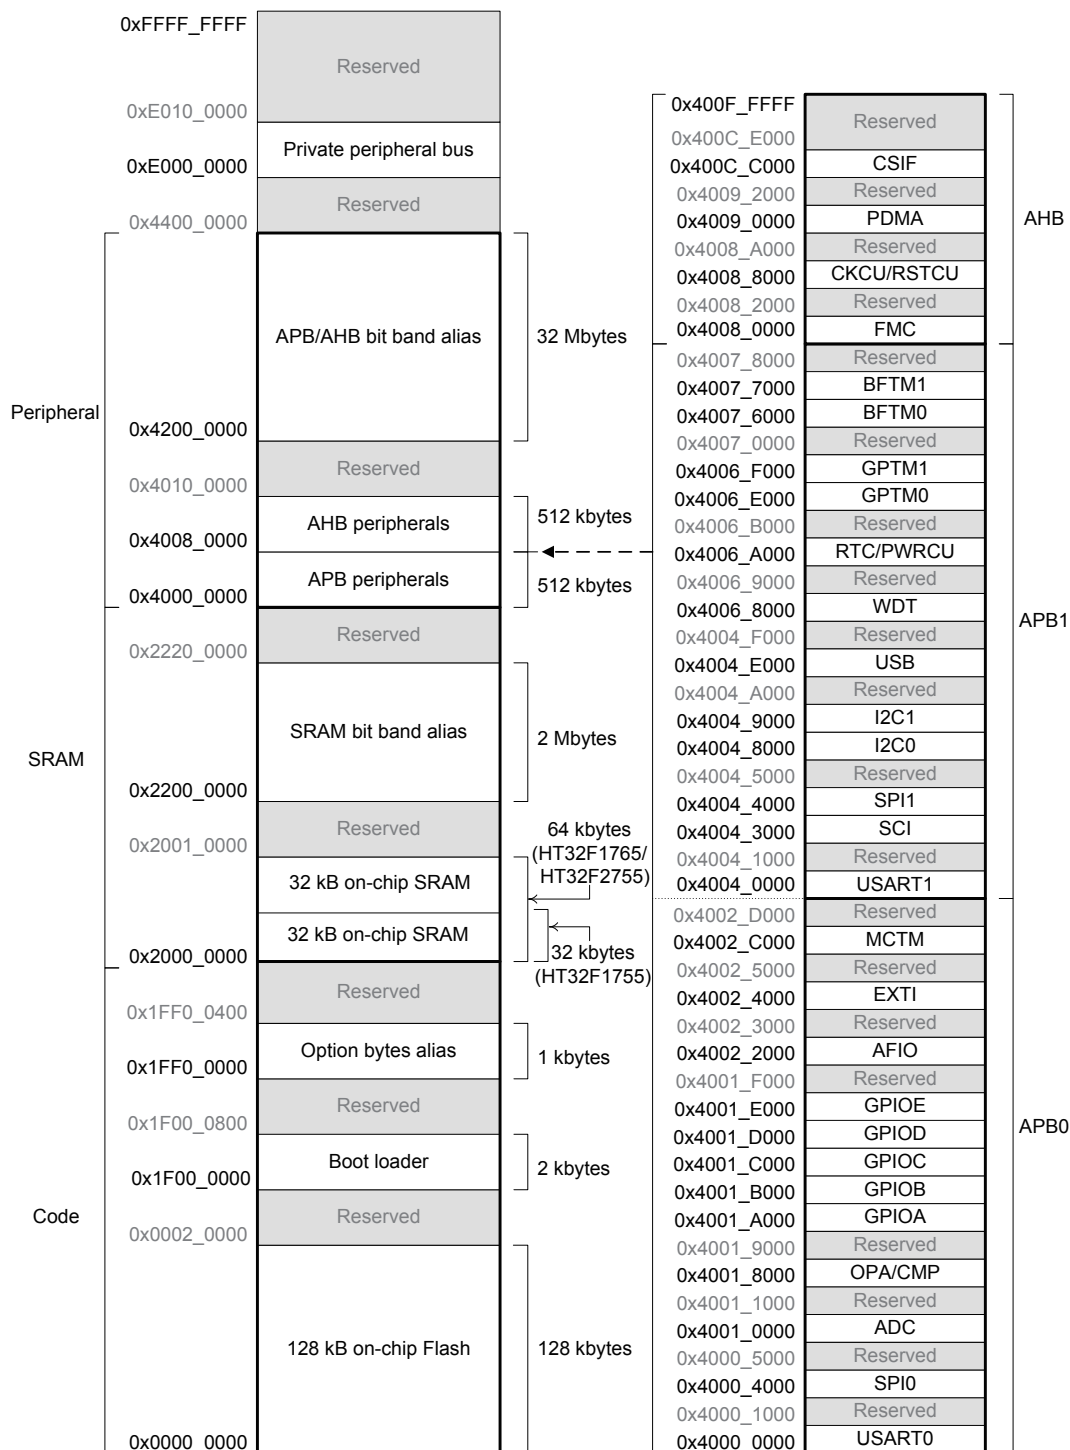 0xFFFF_FFFF
Reserved
0xE010_0000
Private peripheral bus
0xE000_0000
Reserved
0x4400_0000
APB/AHB bit band alias
32 Mbytes
Peripheral
0x4200_0000
Reserved
0x4010_0000
AHB peripherals
512 kbytes
0x4008_0000
APB peripherals
512 kbytes
0x4000_0000
Reserved
0x2220_0000
SRAM bit band alias
2 Mbytes
SRAM
0x2200_0000
Reserved
0x2001_0000
64 kbytes
(HT32F1765/
HT32F2755)
32 kB on-chip SRAM
32 kB on-chip SRAM
0x2000_0000
32 kbytes
(HT32F1755)
Reserved
0x1FF0_0400
Option bytes alias
1 kbytes
0x1FF0_0000
Reserved
0x1F00_0800
Boot loader
2 kbytes
0x1F00_0000
Code
Reserved
0x0002_0000
128 kB on-chip Flash
128 kbytes
0x0000_0000
0x400F_FFFF
Reserved
0x400C_E000
0x400C_C000 CSIF
0x4009_2000 Reserved
0x4009_0000 PDMA
AHB
0x4008_A000 Reserved
0x4008_8000 CKCU/RSTCU
0x4008_2000 Reserved
0x4008_0000 FMC
0x4007_8000 Reserved
0x4007_7000 BFTM1
0x4007_6000 BFTM0
0x4007_0000 Reserved
0x4006_F000 GPTM1
0x4006_E000 GPTM0
0x4006_B000 Reserved
0x4006_A000 RTC/PWRCU
0x4006_9000 Reserved
0x4006_8000 WDT
APB1
0x4004_F000 Reserved
0x4004_E000 USB
0x4004_A000 Reserved
0x4004_9000 I2C1
0x4004_8000 I2C0
0x4004_5000 Reserved
0x4004_4000 SPI1
0x4004_3000 SCI
0x4004_1000 Reserved
0x4004_0000 USART1
0x4002_D000 Reserved
0x4002_C000 MCTM
0x4002_5000 Reserved
0x4002_4000 EXTI
0x4002_3000 Reserved
0x4002_2000 AFIO
0x4001_F000 Reserved
0x4001_E000 GPIOE
APB0
0x4001_D000 GPIOD
0x4001_C000 GPIOC
0x4001_B000 GPIOB
0x4001_A000 GPIOA
0x4001_9000 Reserved
0x4001_8000 OPA/CMP
0x4001_1000 Reserved
0x4001_0000 ADC
0x4000_5000 Reserved
0x4000_4000 SPI0
0x4000_1000 Reserved
0x4000_0000 USART0